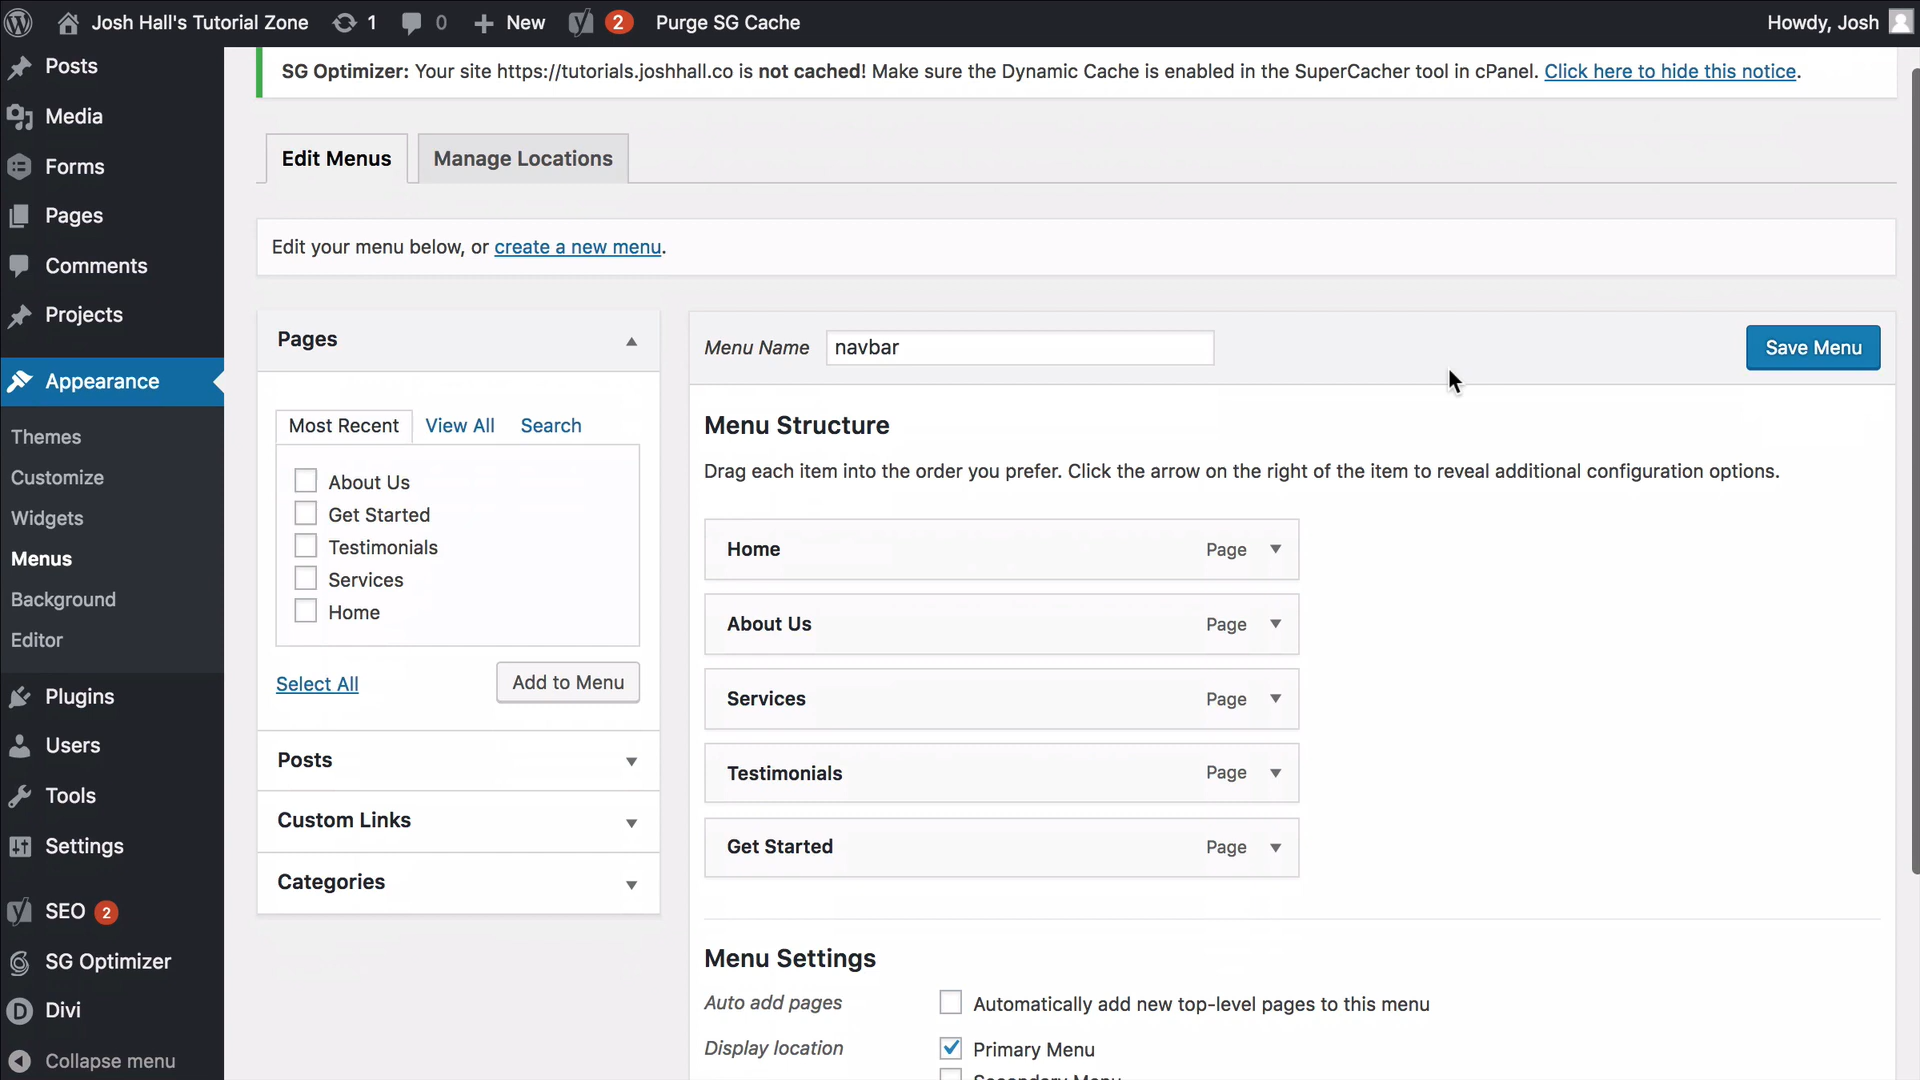 Josh Hall's Tutorial Zone 1 0 New 2 Purge SG Cache Howdy, Josh
Posts
Media
Forms
Pages
Comments
Projects
Appearance
Themes
Customize
Widgets
Menus
Background
Editor
Plugins
Users
Tools
Settings
SEO 2
SG Optimizer
Divi
Collapse menu
SG Optimizer: Your site https://tutorials.joshhall.co is not cached! Make sure the Dynamic Cache is enabled in the SuperCacher tool in cPanel. Click here to hide this notice.
Edit Menus Manage Locations
Edit your menu below, or create a new menu.
Pages
Most Recent View All Search
About Us
Get Started
Testimonials
Services
Home
Select All Add to Menu
Posts
Custom Links
Categories
Menu Name navbar Save Menu
Menu Structure
Drag each item into the order you prefer. Click the arrow on the right of the item to reveal additional configuration options.
Home Page
About Us Page
Services Page
Testimonials Page
Get Started Page
Menu Settings
Auto add pages Automatically add new top-level pages to this menu
Display location Primary Menu
Secondary Menu